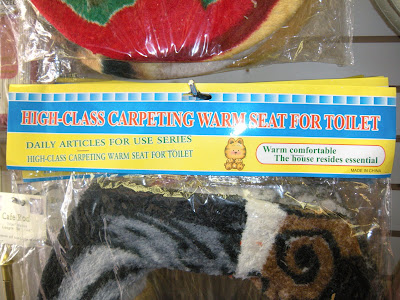 HIGH-CLASS CARPETING WARM SEAT FOR TOILET
DAILY ARTICLES FOR USE SERIES
HIGH-CLASS CARPETING WARM SEAT FOR TOILET
Warm comfortable
The house resides essential
MADE IN CHINA